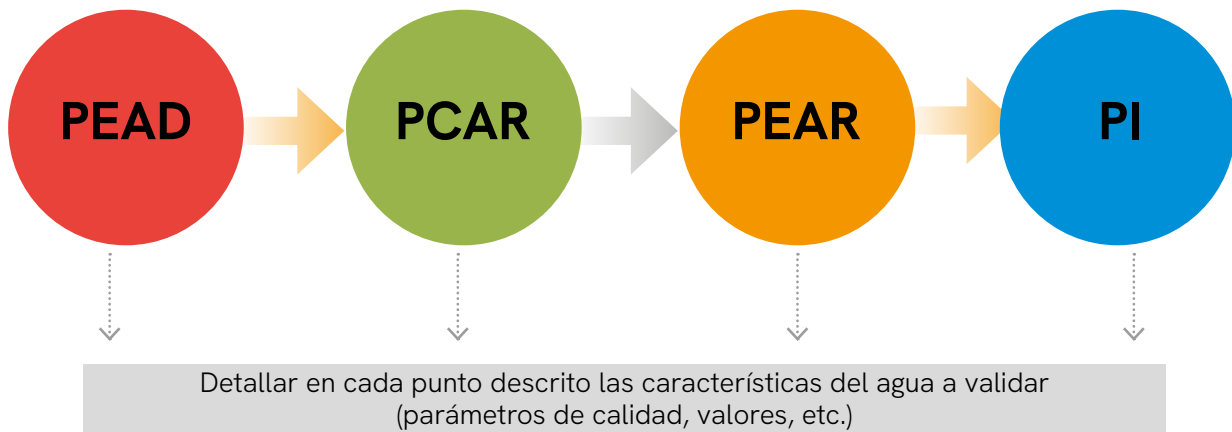 PEAD
PCAR
PEAR
PI
Detallar en cada punto descrito las características del agua a validar
(parámetros de calidad, valores, etc.)